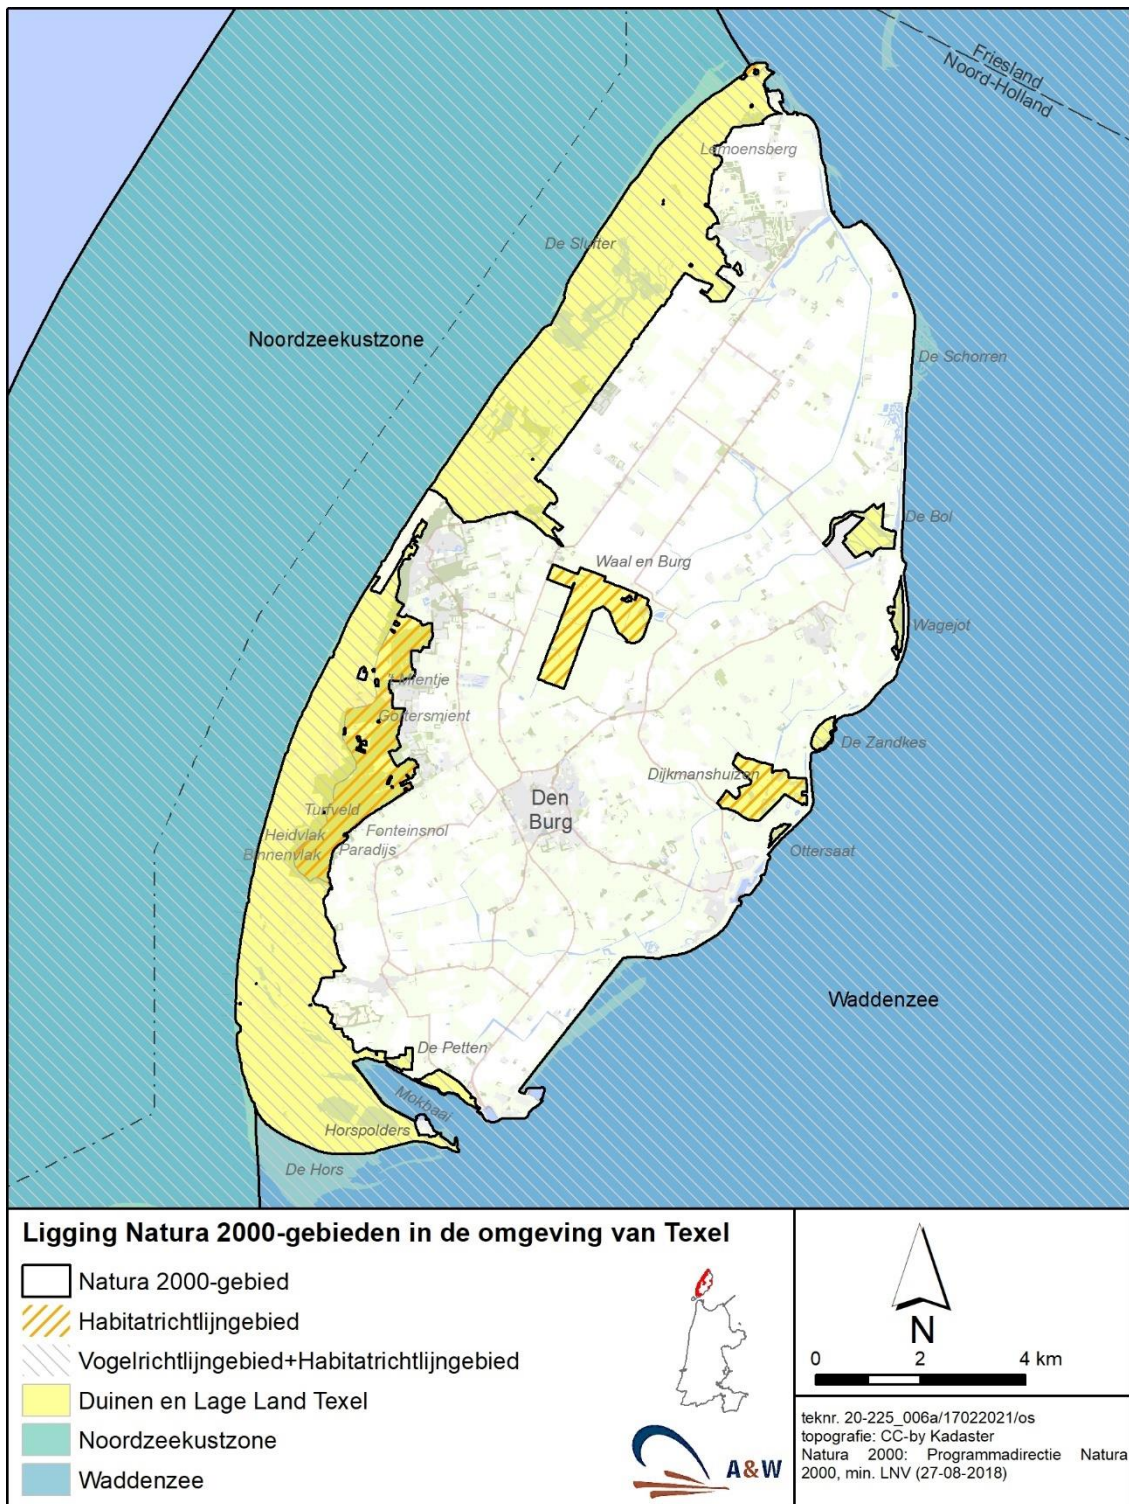 Friesland
Noord-Holland
Lemoensberg
De Slufter
Noordzeekustzone
De Schorren
De Bol
Waal en Burg
Wagejot
't Mientje
Gortersmient
De Zandkes
Dijkmanshuizen
Den
Burg
Turfveld
Heidvlak
Fonteinsnol
Binnenvlak
Paradijs
Ottersaat
Waddenzee
De Petten
Mokbaai
Horspolders
De Hors
Ligging Natura 2000-gebieden in de omgeving van Texel
Natura 2000-gebied
Habitatrichtlijngebied
Vogelrichtlijngebied+Habitatrichtlijngebied
Duinen en Lage Land Texel
Noordzeekustzone
Waddenzee
A&W
N
0 2 4 km
teknr. 20-225_006a/17022021/os
topografie: CC-by Kadaster
Natura 2000: Programmadirectie Natura
2000, min. LNV (27-08-2018)